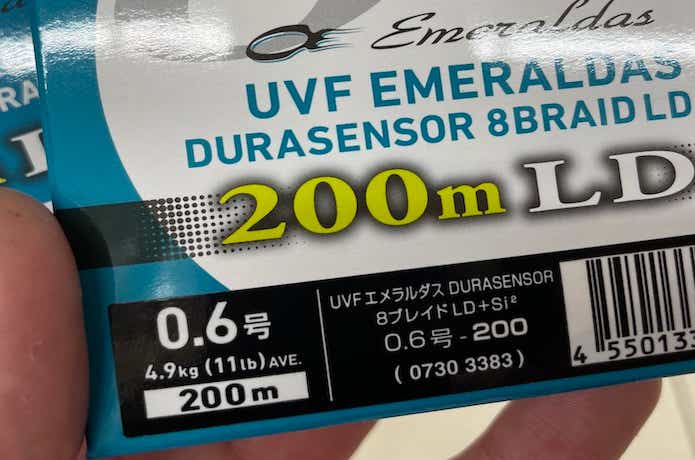 Emeraldas
UVF EMERALDAS
DURASENSOR 8BRAID LD
200m LD
0.6号
4.9kg (11lb) AVE.
200m
UVFエメラルダス DURASENSOR
8ブレイド LD+Si²
0.6号-200
(0730 3383)
4 550133